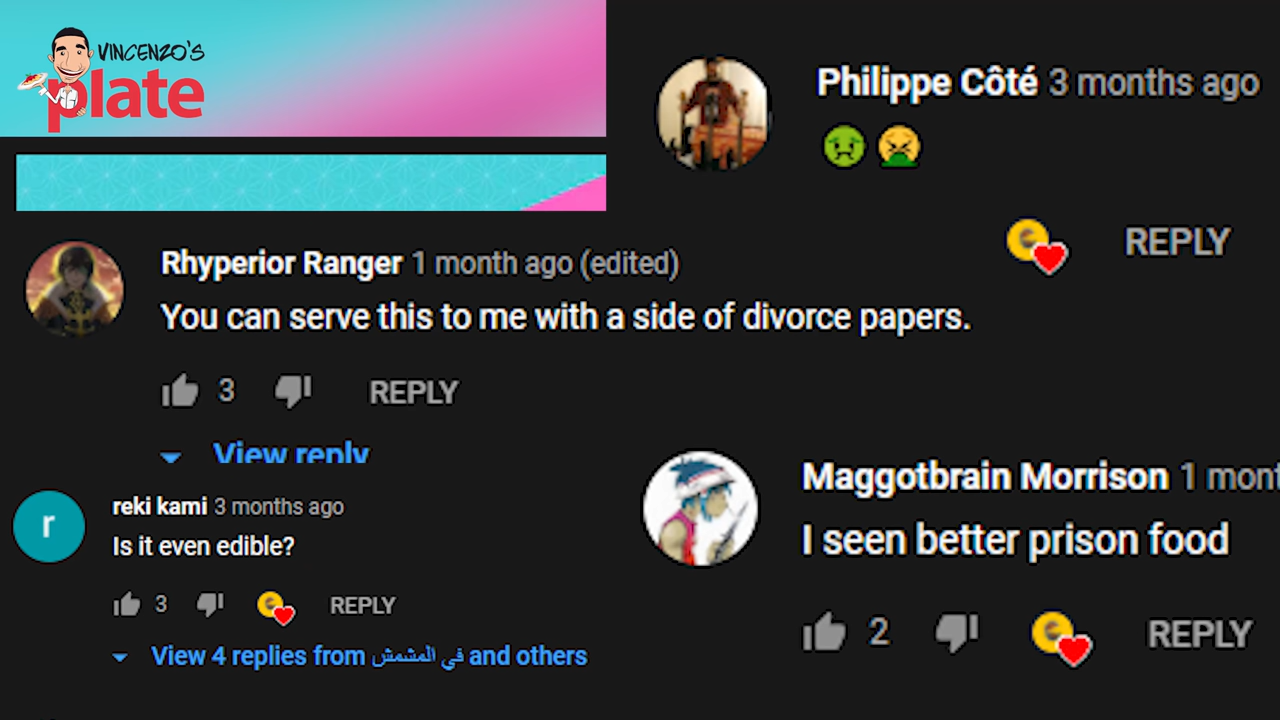 VINCENZO'S
plate
Philippe Côté 3 months ago
🤢 🤮
REPLY
Rhyperior Ranger 1 month ago (edited)
You can serve this to me with a side of divorce papers.
3 REPLY
View reply
r
reki kami 3 months ago
Is it even edible?
3 REPLY
View 4 replies from في المشمش and others
Maggotbrain Morrison 1 mont
I seen better prison food
2 REPLY